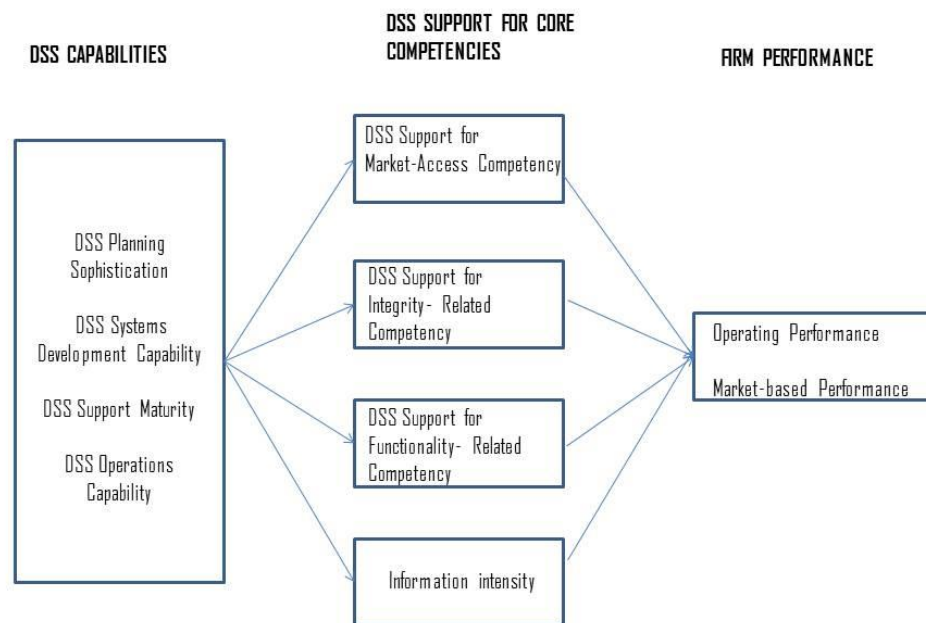 DSS CAPABILITIES
DSS SUPPORT FOR CORE
COMPETENCIES
FIRM PERFORMANCE
DSS Planning
Sophistication
DSS Systems
Development Capability
DSS Support Maturity
DSS Operations
Capability
DSS Support for
Market-Access Competency
DSS Support for
Integrity- Related
Competency
DSS Support for
Functionality- Related
Competency
Information intensity
Operating Performance
Market-based Performance